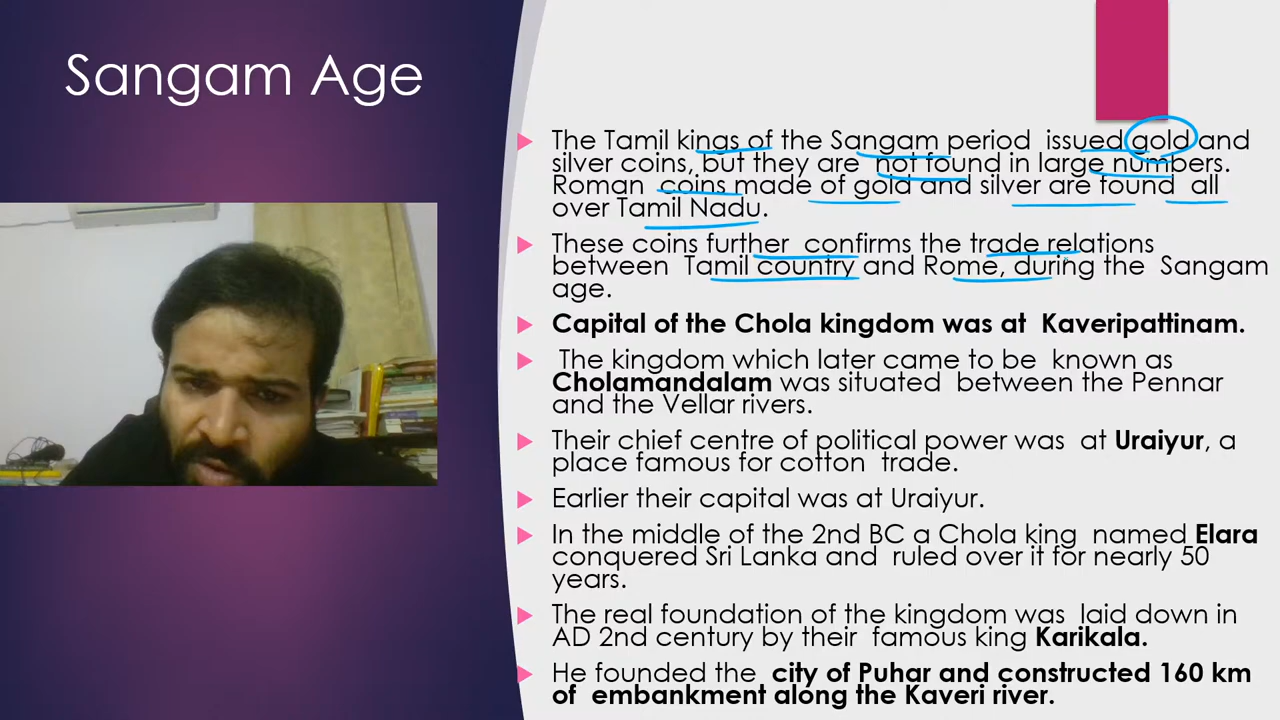 Sangam Age
The Tamil kings of the Sangam period issued gold and
silver coins, but they are not found in large numbers.
Roman coins made of gold and silver are found all
over Tamil Nadu.
These coins further confirms the trade relations
between Tamil country and Rome, during the Sangam
age.
Capital of the Chola kingdom was at Kaveripattinam.
The kingdom which later came to be known as
Cholamandalam was situated between the Pennar
and the Vellar rivers.
Their chief centre of political power was at Uraiyur, a
place famous for cotton trade.
Earlier their capital was at Uraiyur.
In the middle of the 2nd BC a Chola king named Elara
conquered Sri Lanka and ruled over it for nearly 50
years.
The real foundation of the kingdom was laid down in
AD 2nd century by their famous king Karikala.
He founded the city of Puhar and constructed 160 km
of embankment along the Kaveri river.